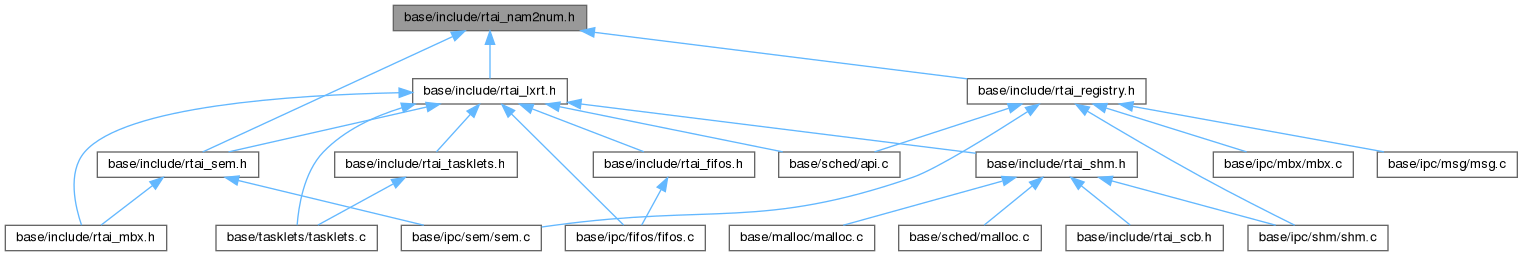 base/include/rtai_nam2num.h
base/include/rtai_lxrt.h
base/include/rtai_registry.h
base/include/rtai_sem.h
base/include/rtai_tasklets.h
base/include/rtai_fifos.h
base/sched/api.c
base/include/rtai_shm.h
base/ipc/mbx/mbx.c
base/ipc/msg/msg.c
base/include/rtai_mbx.h
base/tasklets/tasklets.c
base/ipc/sem/sem.c
base/ipc/fifos/fifos.c
base/malloc/malloc.c
base/sched/malloc.c
base/include/rtai_scb.h
base/ipc/shm/shm.c